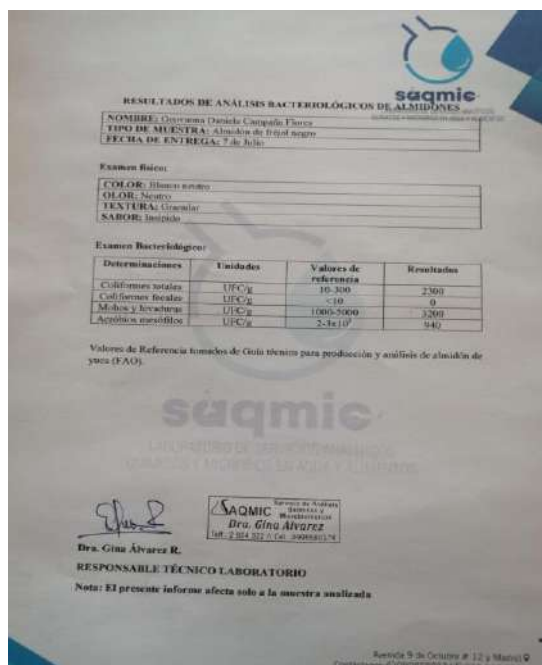 saqmic
RESULTADOS DE ANÁLISIS BACTERIOLÓGICOS DE ALMIDONES
NOMBRE: Geovanna Daniela Campaña Flores
TIPO DE MUESTRA: Almidón de fréjol negro
FECHA DE ENTREGA: 7 de Julio
Examen físico:
COLOR: Blanco neutro
OLOR: Neutro
TEXTURA: Granular
SABOR: Insípido
Examen Bacteriológico:
Determinaciones Unidades Valores de referencia Resultados
Coliformes totales UFC/g 10-300 2300
Coliformes fecales UFC/g <10 0
Mohos y levaduras UFC/g 1000-5000 3200
Aerobios mesófilos UFC/g 940
Valores de Referencia tomados de Guía técnica para producción y análisis de almidón de
yuca (FAO).
saqmic
SAQMIC
Dra. Gina Alvarez
Dra. Gina Álvarez R.
RESPONSABLE TÉCNICO LABORATORIO
Nota: El presente informe afecta solo a la muestra analizada
Avenida 9 de Octubre # 12 y Madrid